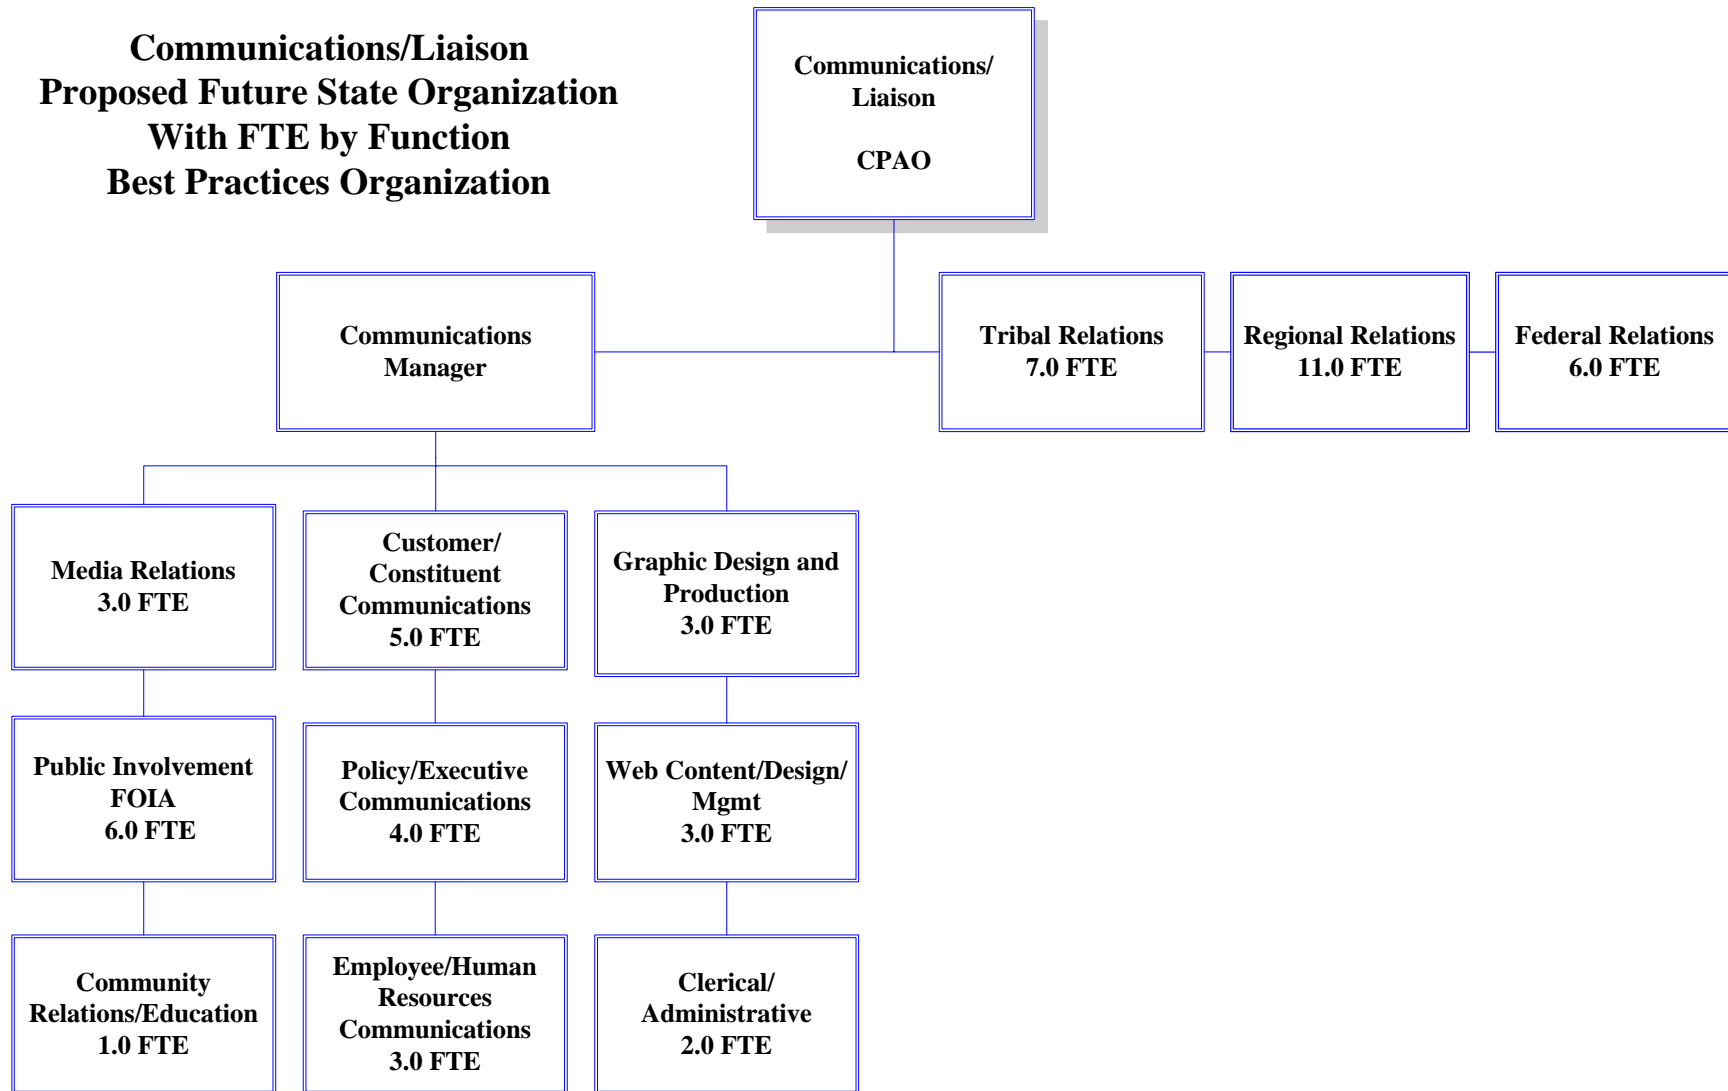 Communications/Liaison
Proposed Future State Organization
With FTE by Function
Best Practices Organization
Communications/
Liaison
CPAO
Communications
Manager
Tribal Relations
7.0 FTE
Regional Relations
11.0 FTE
Federal Relations
6.0 FTE
Media Relations
3.0 FTE
Customer/
Constituent
Communications
5.0 FTE
Graphic Design and
Production
3.0 FTE
Public Involvement
FOIA
6.0 FTE
Policy/Executive
Communications
4.0 FTE
Web Content/Design/
Mgmt
3.0 FTE
Community
Relations/Education
1.0 FTE
Employee/Human
Resources
Communications
3.0 FTE
Clerical/
Administrative
2.0 FTE